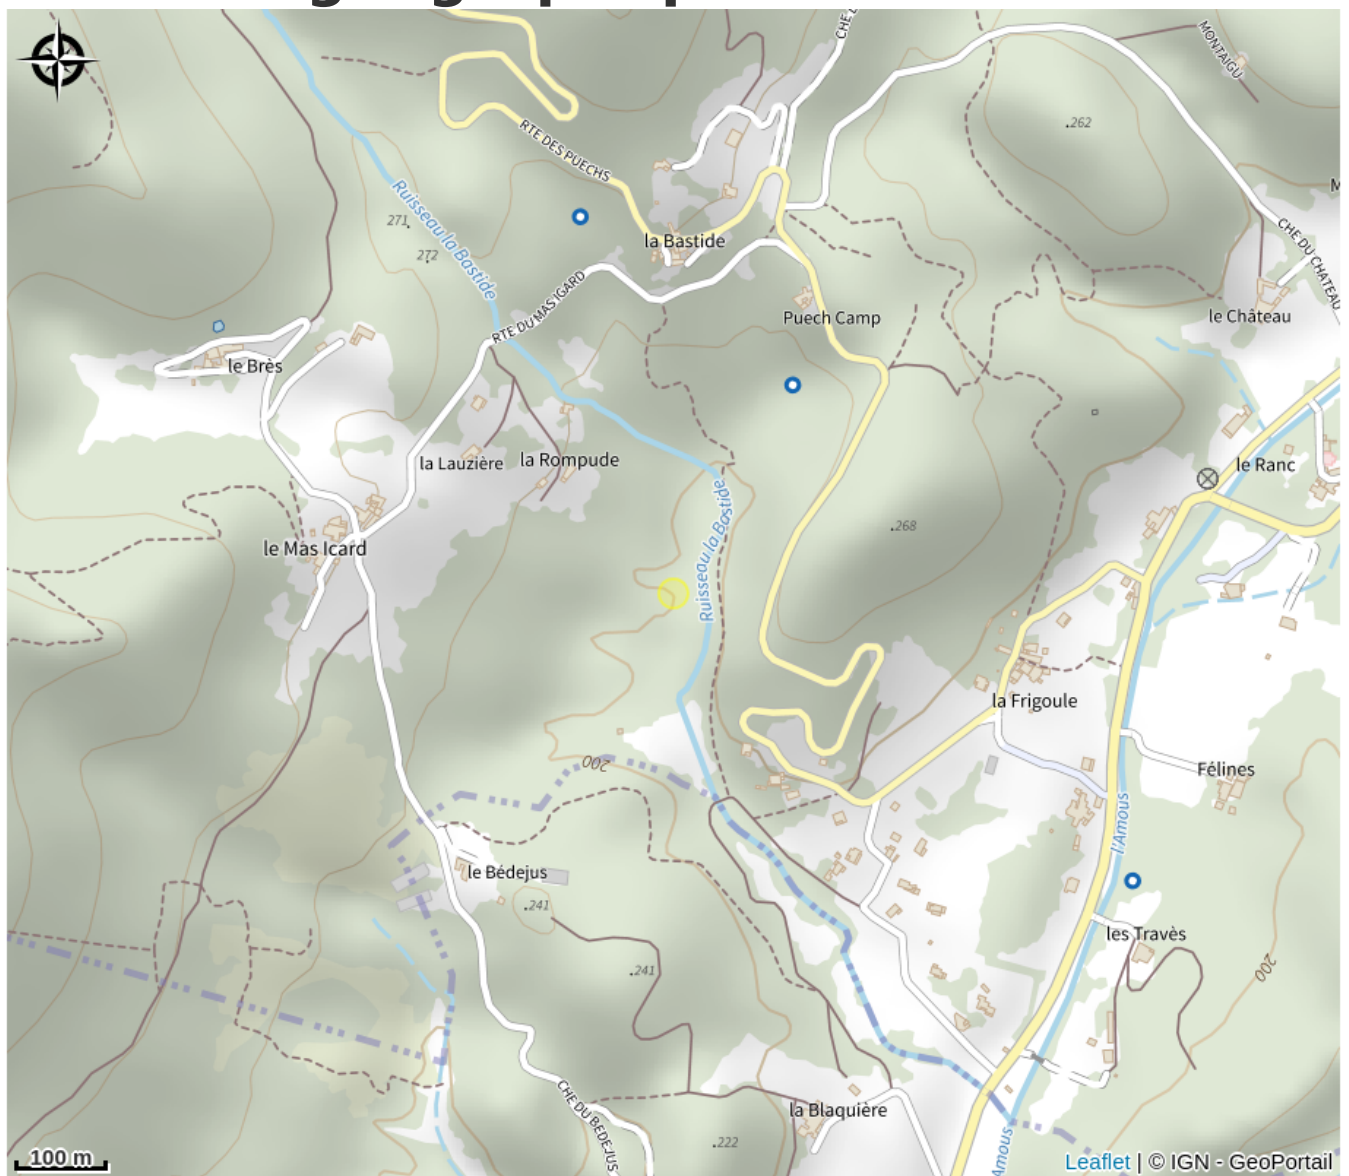 CHE
MONTAIGU
.262
RTE DES PUECHS
Ruisseau la Bastide
271.
272
la Bastide
CHE DU CHATEAU
RTE DU MAS IGARD
Puech Camp
le Château
le Brès
la Lauzière
la Rompude
le Ranc
Ruisseau la Bastide
.268
le Mas Icard
la Frigoule
200
Félines
l'Amous
le Bédejus
.241
les Travès
.241
200
CHE DU BEDEJUS
la Blaquière
.222
Amous
100 m
Leaflet | © IGN - GeoPortail